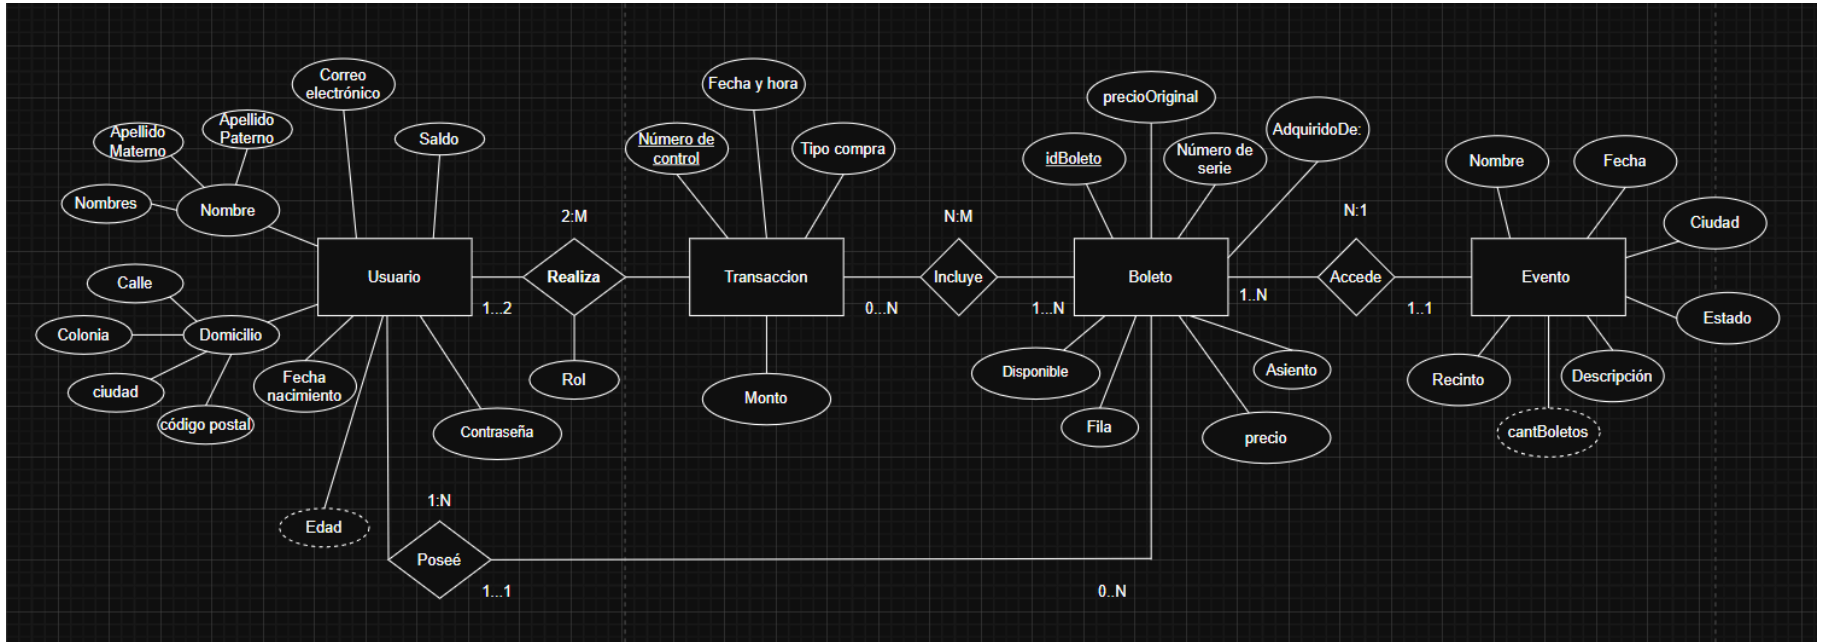 Correo
electrónico
Fecha y hora
precioOriginal
Apellido
Materno
Apellido
Paterno
Saldo
Número de
control
Tipo compra
idBoleto
Número de
serie
AdquiridoDe:
Nombre
Fecha
Nombres
Nombre
2:M
N:M
N:1
Ciudad
Usuario
Realiza
Transaccion
Incluye
Boleto
Accede
Evento
Calle
1...2
0...N
1...N
1..N
1..1
Estado
Colonia
Domicilio
ciudad
Fecha
nacimiento
Rol
Disponible
Asiento
Recinto
Descripción
código postal
Contraseña
Monto
Fila
precio
cantBoletos
Edad
1:N
Poseé
1...1
0..N